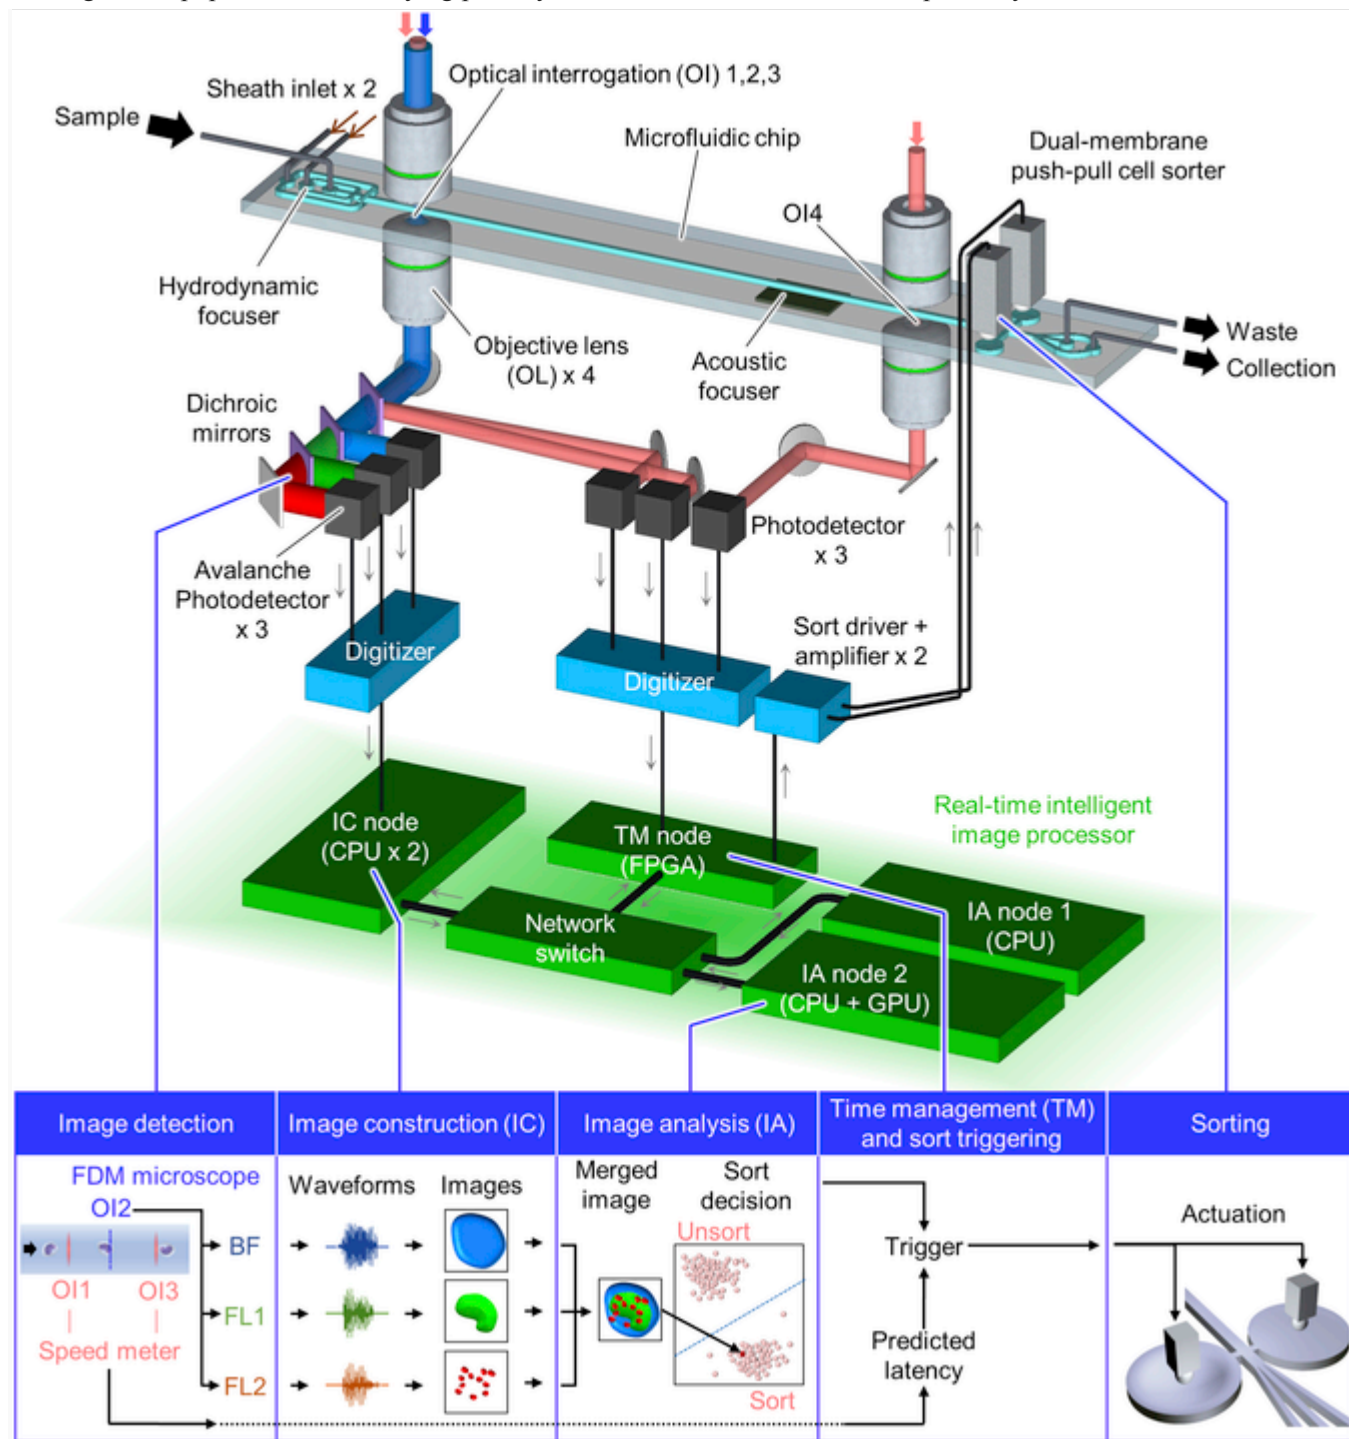 Optical interrogation (OI) 1,2,3
Sheath inlet x 2
Sample
Microfluidic chip
Dual-membrane
push-pull cell sorter
OI4
Hydrodynamic
focuser
Objective lens
(OL) x 4
Acoustic
focuser
Waste
Collection
Dichroic
mirrors
Avalanche
Photodetector
x 3
Photodetector
x 3
Sort driver +
amplifier x 2
Digitizer
Digitizer
Real-time intelligent
image processor
IC node
(CPU x 2)
TM node
(FPGA)
Network
switch
IA node 1
(CPU)
IA node 2
(CPU + GPU)
Image detection
Image construction (IC)
Image analysis (IA)
Time management (TM)
and sort triggering
Sorting
FDM microscope
OI2
OI1
OI3
Speed meter
BF
FL1
FL2
Waveforms
Images
Merged
image
Sort
decision
Unsort
Sort
Trigger
Predicted
latency
Actuation